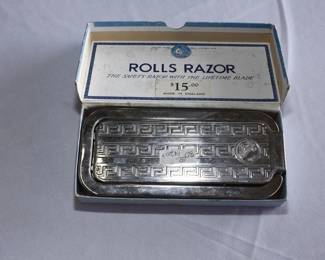 ROLLS RAZOR
THE SAFETY RAZOR WITH THE LIFETIME BLADE
$15.00
MADE IN ENGLAND